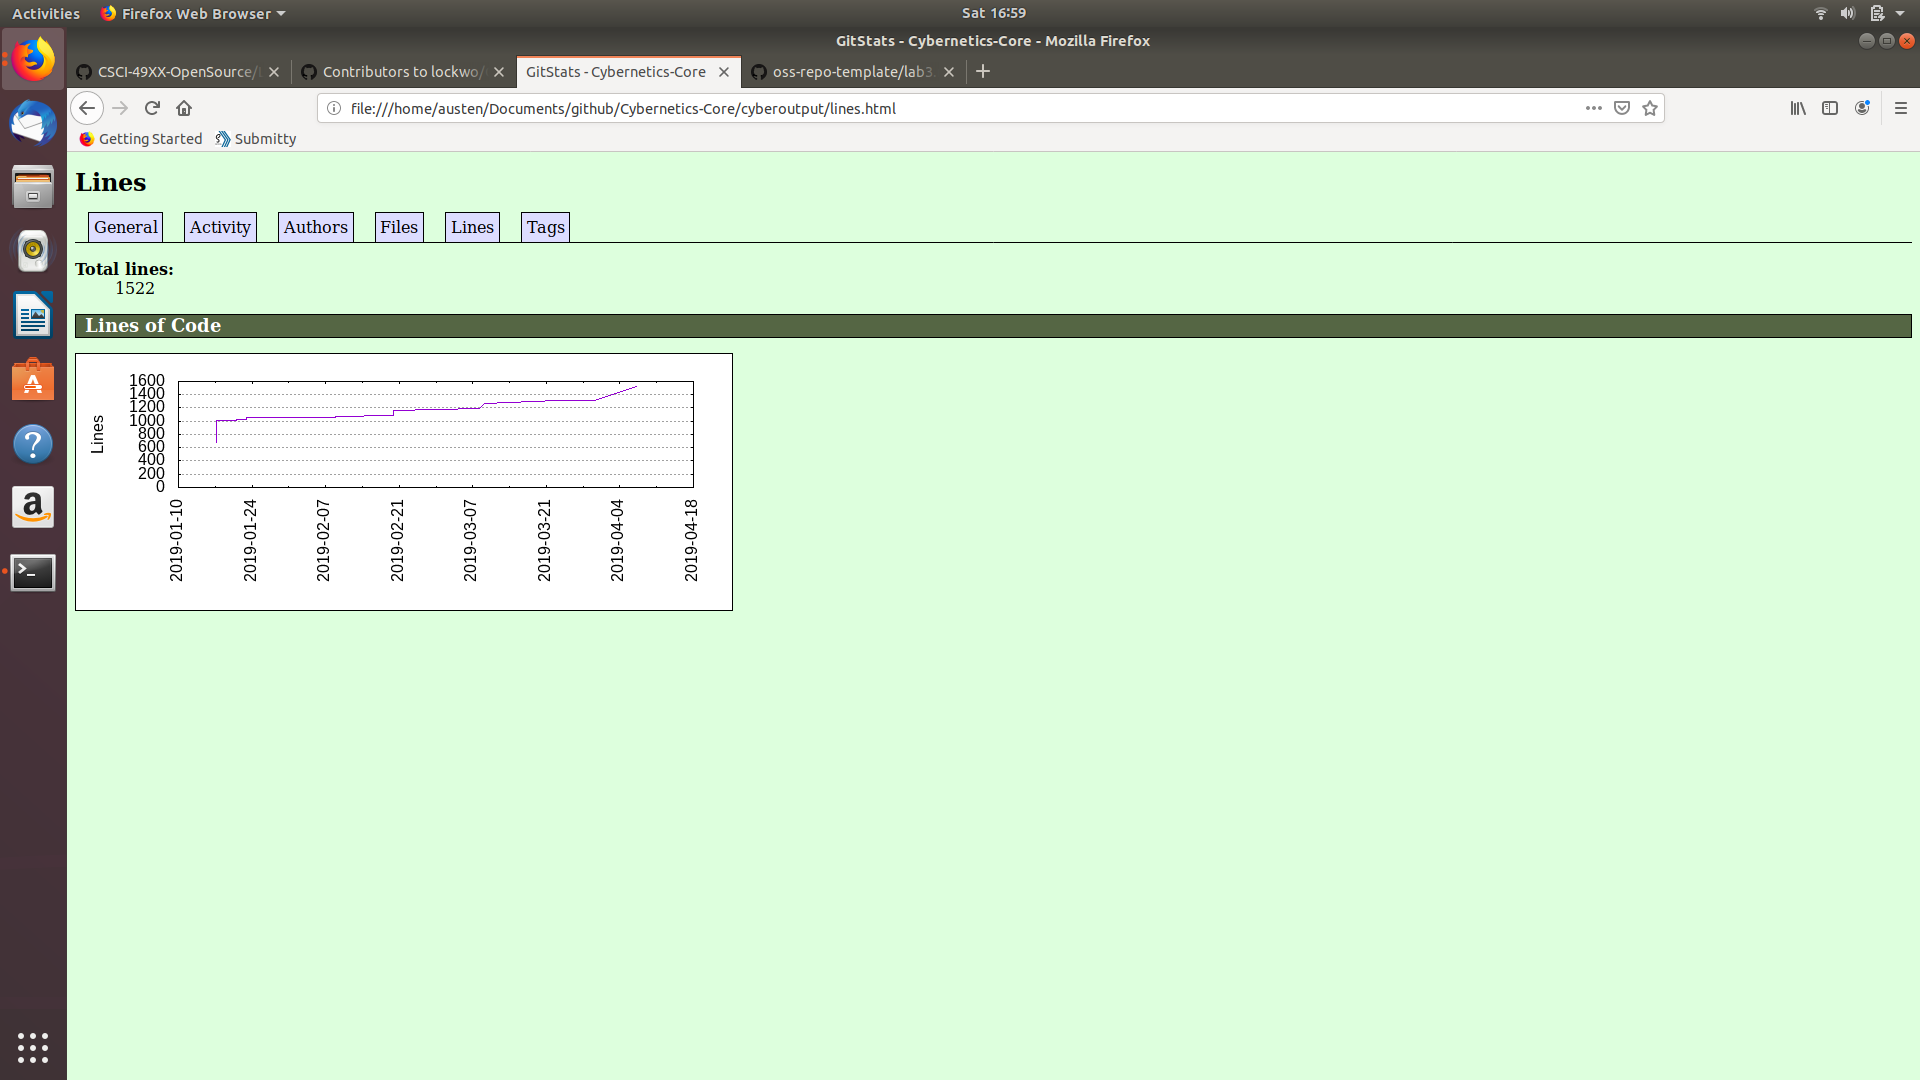 Activities Firefox Web Browser Sat 16:59
GitStats - Cybernetics-Core - Mozilla Firefox
CSCI-49XX-OpenSource/ Contributors to lockwo/ GitStats - Cybernetics-Core oss-repo-template/lab3
file:///home/austen/Documents/github/Cybernetics-Core/cyberoutput/lines.html
Getting Started Submitty
Lines
General Activity Authors Files Lines Tags
Total lines:
1522
Lines of Code
Lines
1600
1400
1200
1000
800
600
400
200
0
2019-01-10 2019-01-24 2019-02-07 2019-02-21 2019-03-07 2019-03-21 2019-04-04 2019-04-18